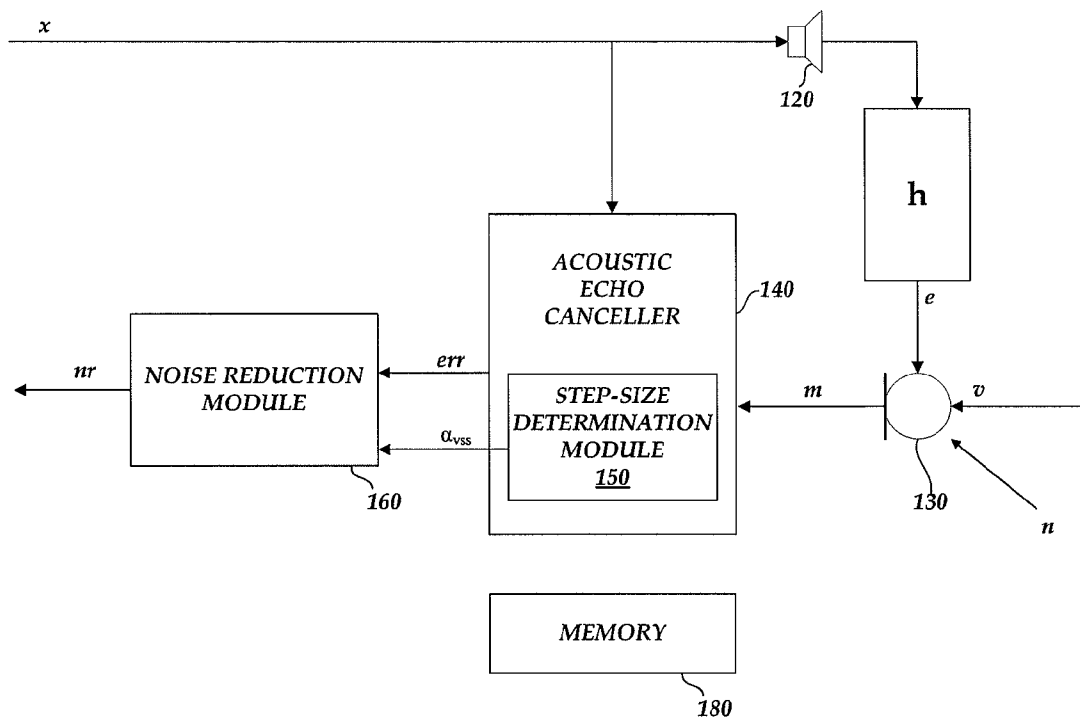 x
120
h
ACOUSTIC
ECHO
CANCELLER
140
e
NOISE REDUCTION
MODULE
nr
err
STEP-SIZE
DETERMINATION
MODULE
150
m
v
αvss
160
130
n
MEMORY
180